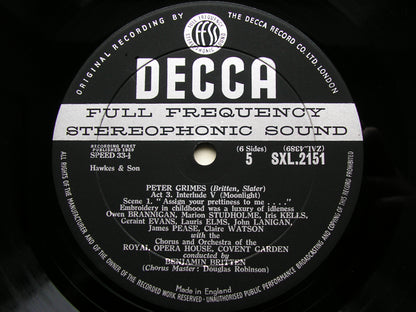 ORIGINAL RECORDING BY
THE DECCA RECORD CO. LTD. LONDON
FULL FREQUENCY
ffss
STEREOPHONIC
DECCA
FULL FREQUENCY
STEREOPHONIC SOUND
RECORDING FIRST
PUBLISHED 1959
SPEED 33⅓
(6 Sides)
5
(ZAL.4389)
SXL.2151
Hawkes & Son
PETER GRIMES (Britten, Slater)
Act 3. Interlude V (Moonlight)
Scene 1. "Assign your prettiness to me . . . ."
Embroidery in childhood was a luxury of idleness
Owen BRANNIGAN, Marion STUDHOLME, Iris KELLS,
Geraint EVANS, Lauris ELMS, John LANIGAN,
James PEASE, Claire WATSON
with the
Chorus and Orchestra of the
ROYAL OPERA HOUSE, COVENT GARDEN
conducted by
BENJAMIN BRITTEN
(Chorus Master: Douglas Robinson)
Made in England
ALL RIGHTS OF THE MANUFACTURER AND OF THE OWNER OF THE RECORDED WORK RESERVED - UNAUTHORISED PUBLIC PERFORMANCE BROADCASTING AND COPYING OF THIS RECORD PROHIBITED